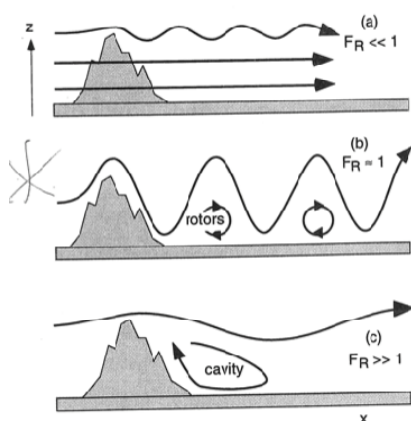 z
(a)
F_R << 1
(b)
F_R = 1
rotors
(c)
F_R >> 1
cavity
x